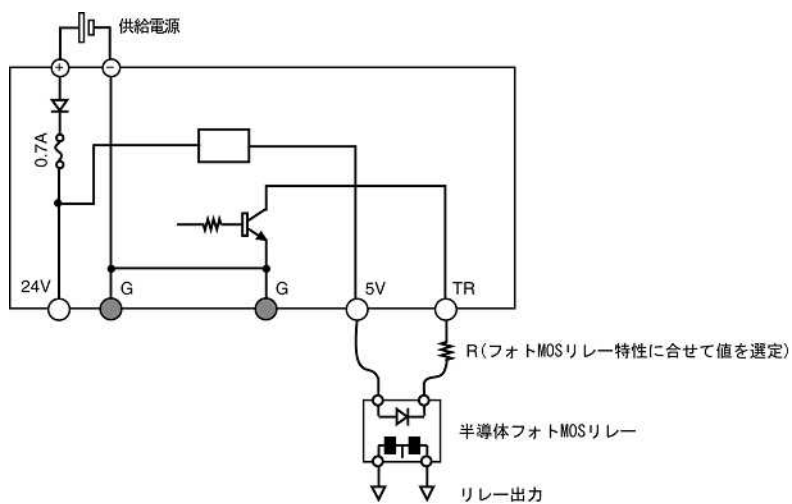 供給電源
+
−
0.7A
24V
G
G
5V
TR
R(フォトMOSリレー特性に合せて値を選定)
半導体フォトMOSリレー
リレー出力